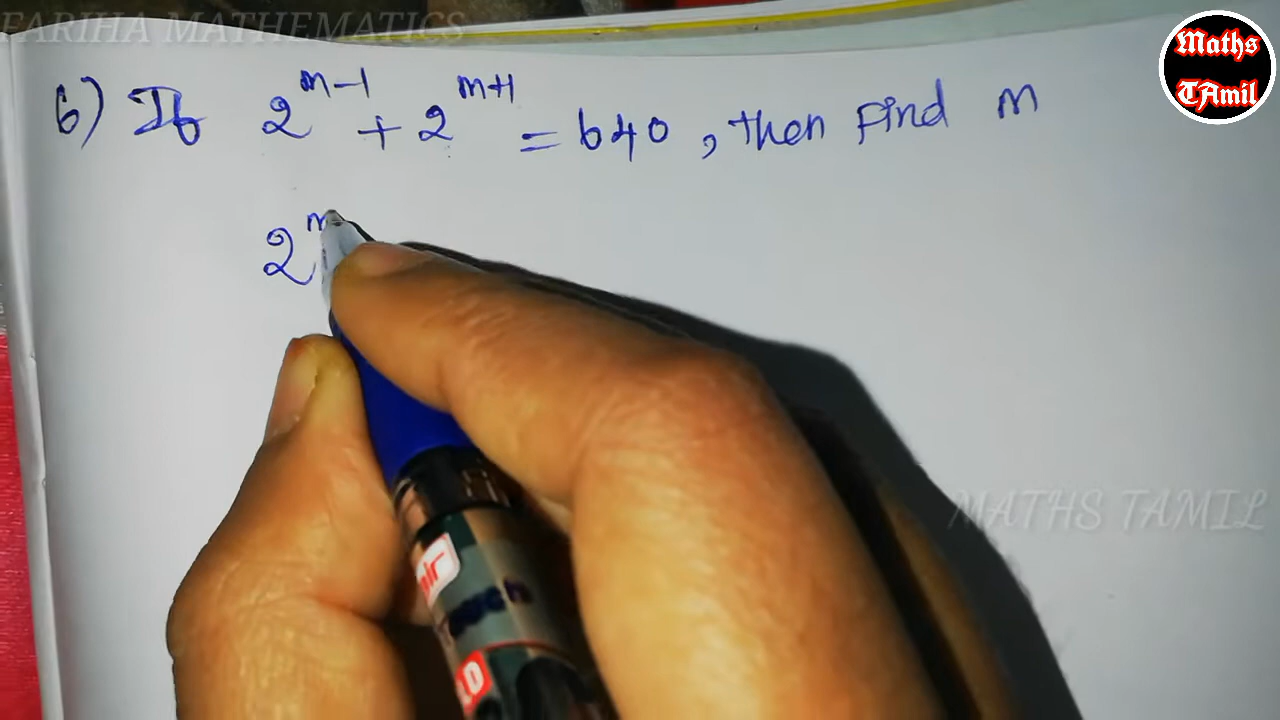 FARIHA MATHEMATICS
Maths
TAmil
6) If 2^{m-1} + 2^{m+1} = 640, then Find m
2^m
MATHS TAMIL